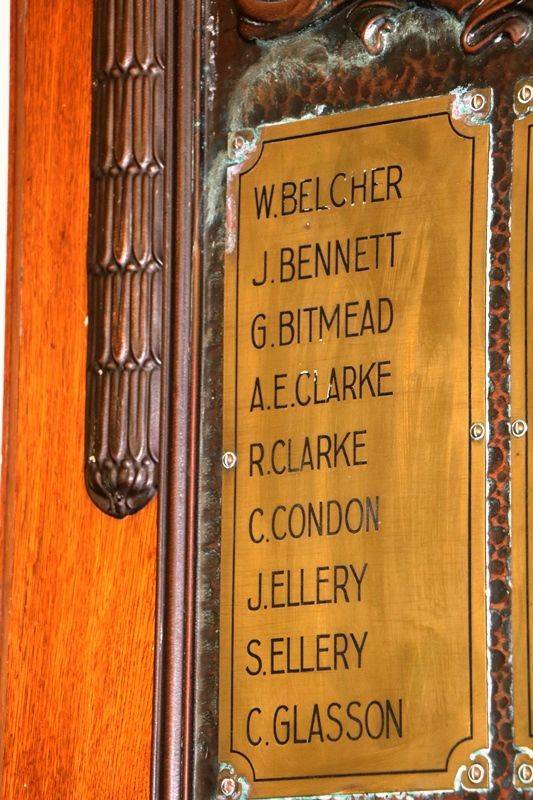 W.BELCHER
J.BENNETT
G.BITMEAD
A.E.CLARKE
R.CLARKE
C.CONDON
J.ELLERY
S.ELLERY
C.GLASSON